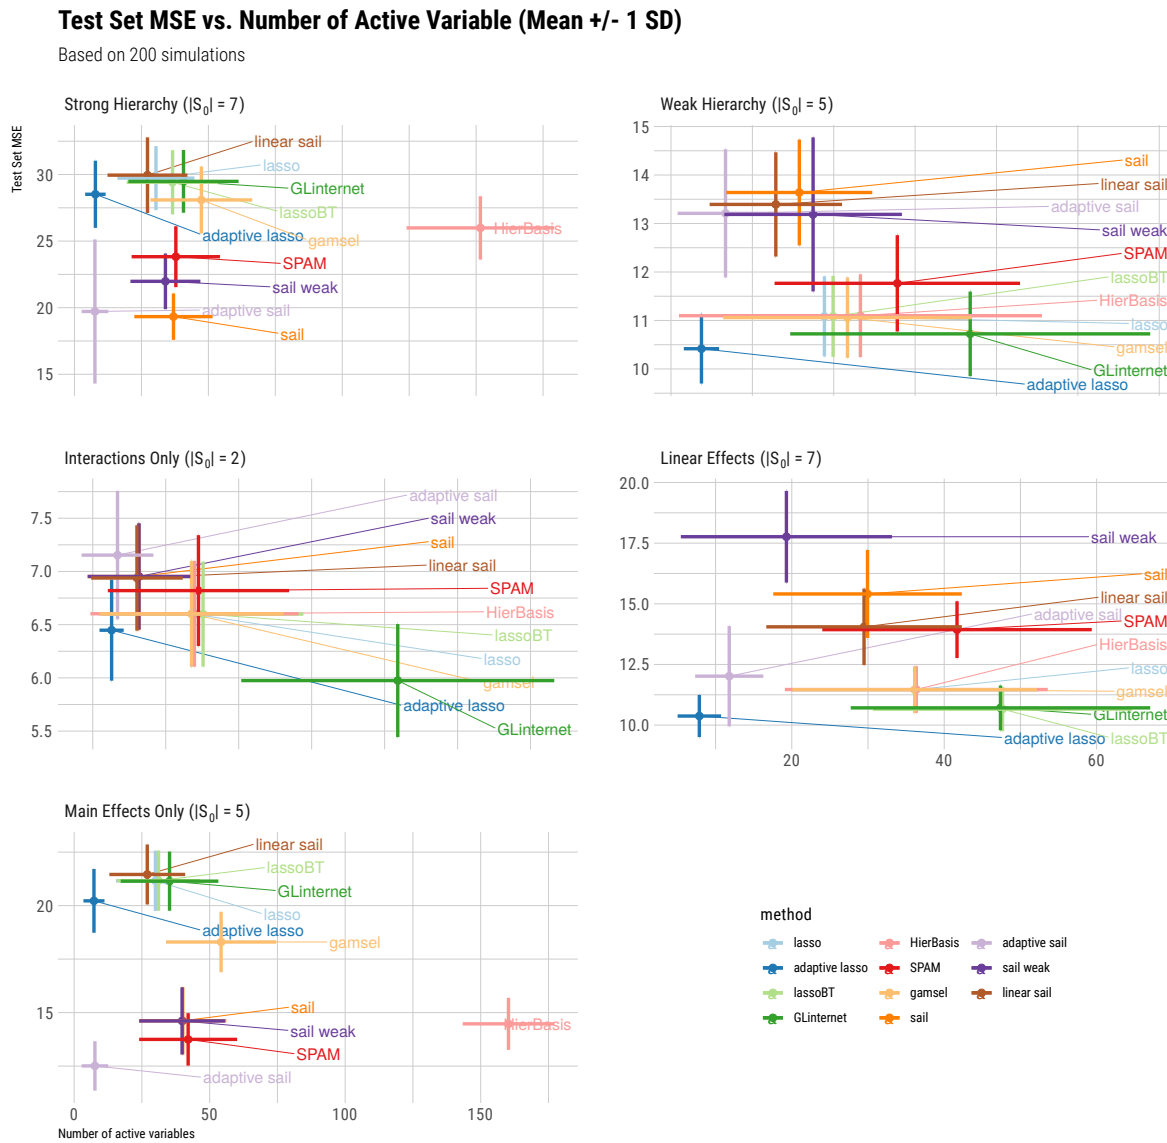 Test Set MSE vs. Number of Active Variable (Mean +/- 1 SD)
Based on 200 simulations
Strong Hierarchy (|S0| = 7)
Test Set MSE
30
25
20
15
linear sail
lasso
GLinternet
lassoBT
adaptive lasso
gamsel
HierBasis
SPAM
sail weak
adaptive sail
sail
Weak Hierarchy (|S0| = 5)
15
14
13
12
11
10
sail
linear sail
adaptive sail
sail weak
SPAM
lassoBT
HierBasis
lasso
gamsel
GLinternet
adaptive lasso
Interactions Only (|S0| = 2)
7.5
7.0
6.5
6.0
5.5
adaptive sail
sail weak
sail
linear sail
SPAM
HierBasis
lassoBT
lasso
gamsel
adaptive lasso
GLinternet
Linear Effects (|S0| = 7)
20.0
17.5
15.0
12.5
10.0
sail weak
sail
linear sail
adaptive sail
SPAM
HierBasis
lasso
gamsel
GLinternet
adaptive lasso
lassoBT
20 40 60
Main Effects Only (|S0| = 5)
20
15
linear sail
lassoBT
GLinternet
lasso
adaptive lasso
gamsel
sail
HierBasis
sail weak
SPAM
adaptive sail
0 50 100 150
Number of active variables
method
lasso HierBasis adaptive sail
adaptive lasso SPAM sail weak
lassoBT gamsel linear sail
GLinternet sail